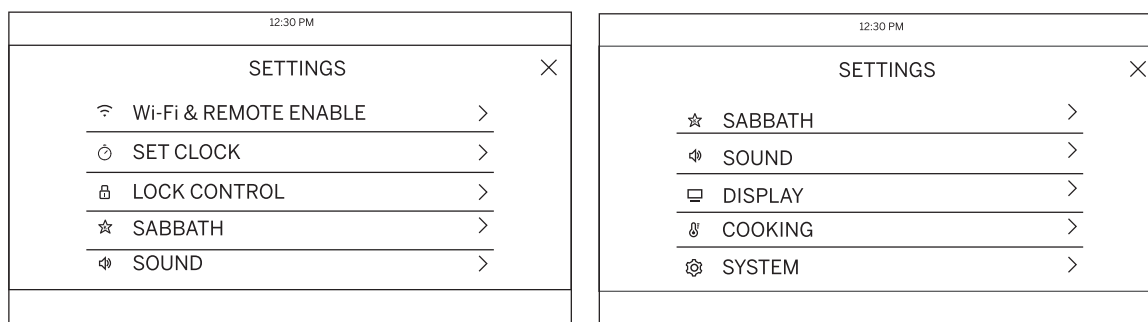 12:30 PM
SETTINGS
Wi-Fi & REMOTE ENABLE
SET CLOCK
LOCK CONTROL
SABBATH
SOUND
12:30 PM
SETTINGS
SABBATH
SOUND
DISPLAY
COOKING
SYSTEM